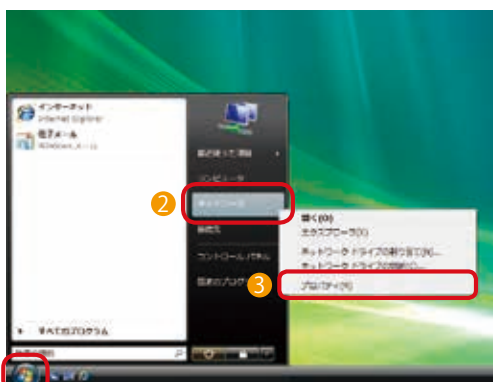 インターネット
Internet Explorer
電子メール
Windows メール
最近使った項目
コンピュータ
② ネットワーク
接続先
コントロール パネル
既定のプログ
すべてのプログラム
開く(O)
エクスプローラ(X)
ネットワーク ドライブの割り当て(N)...
ネットワーク ドライブの切断(C)...
③ プロパティ(R)